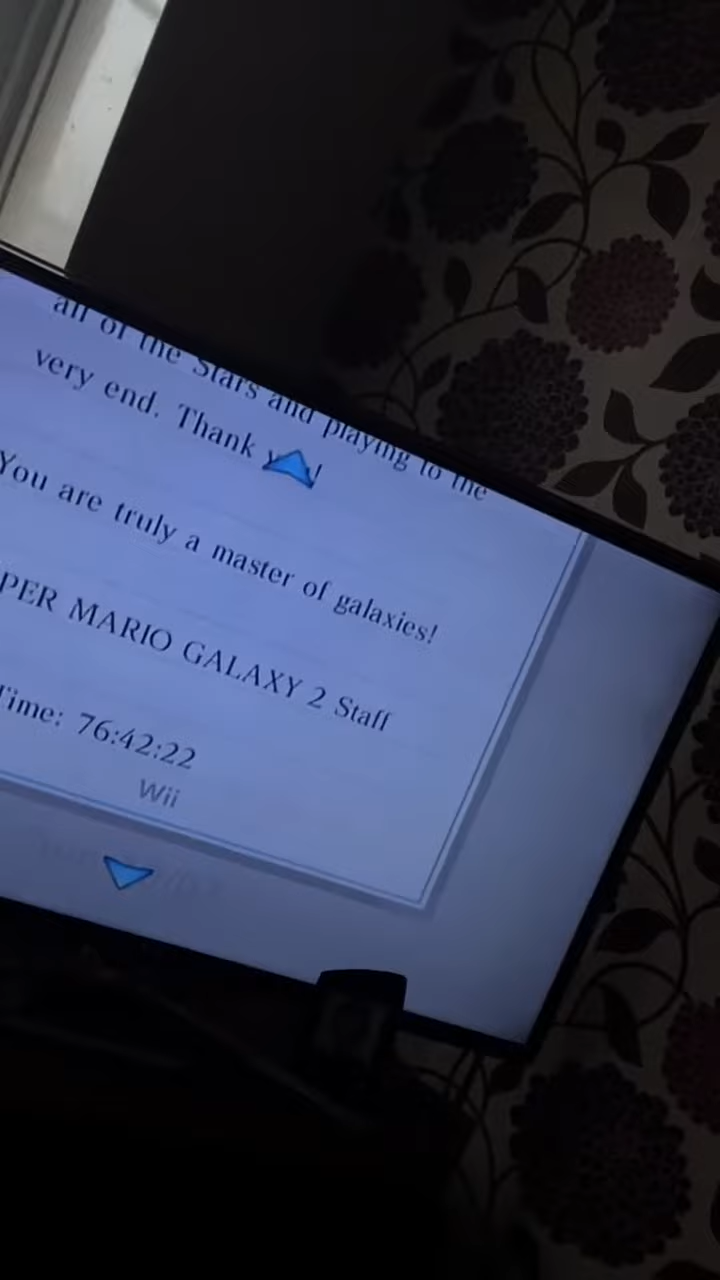 all of the Stars and playing to the
very end. Thank you!
You are truly a master of galaxies!
PER MARIO GALAXY 2 Staff
Time: 76:42:22
Wii